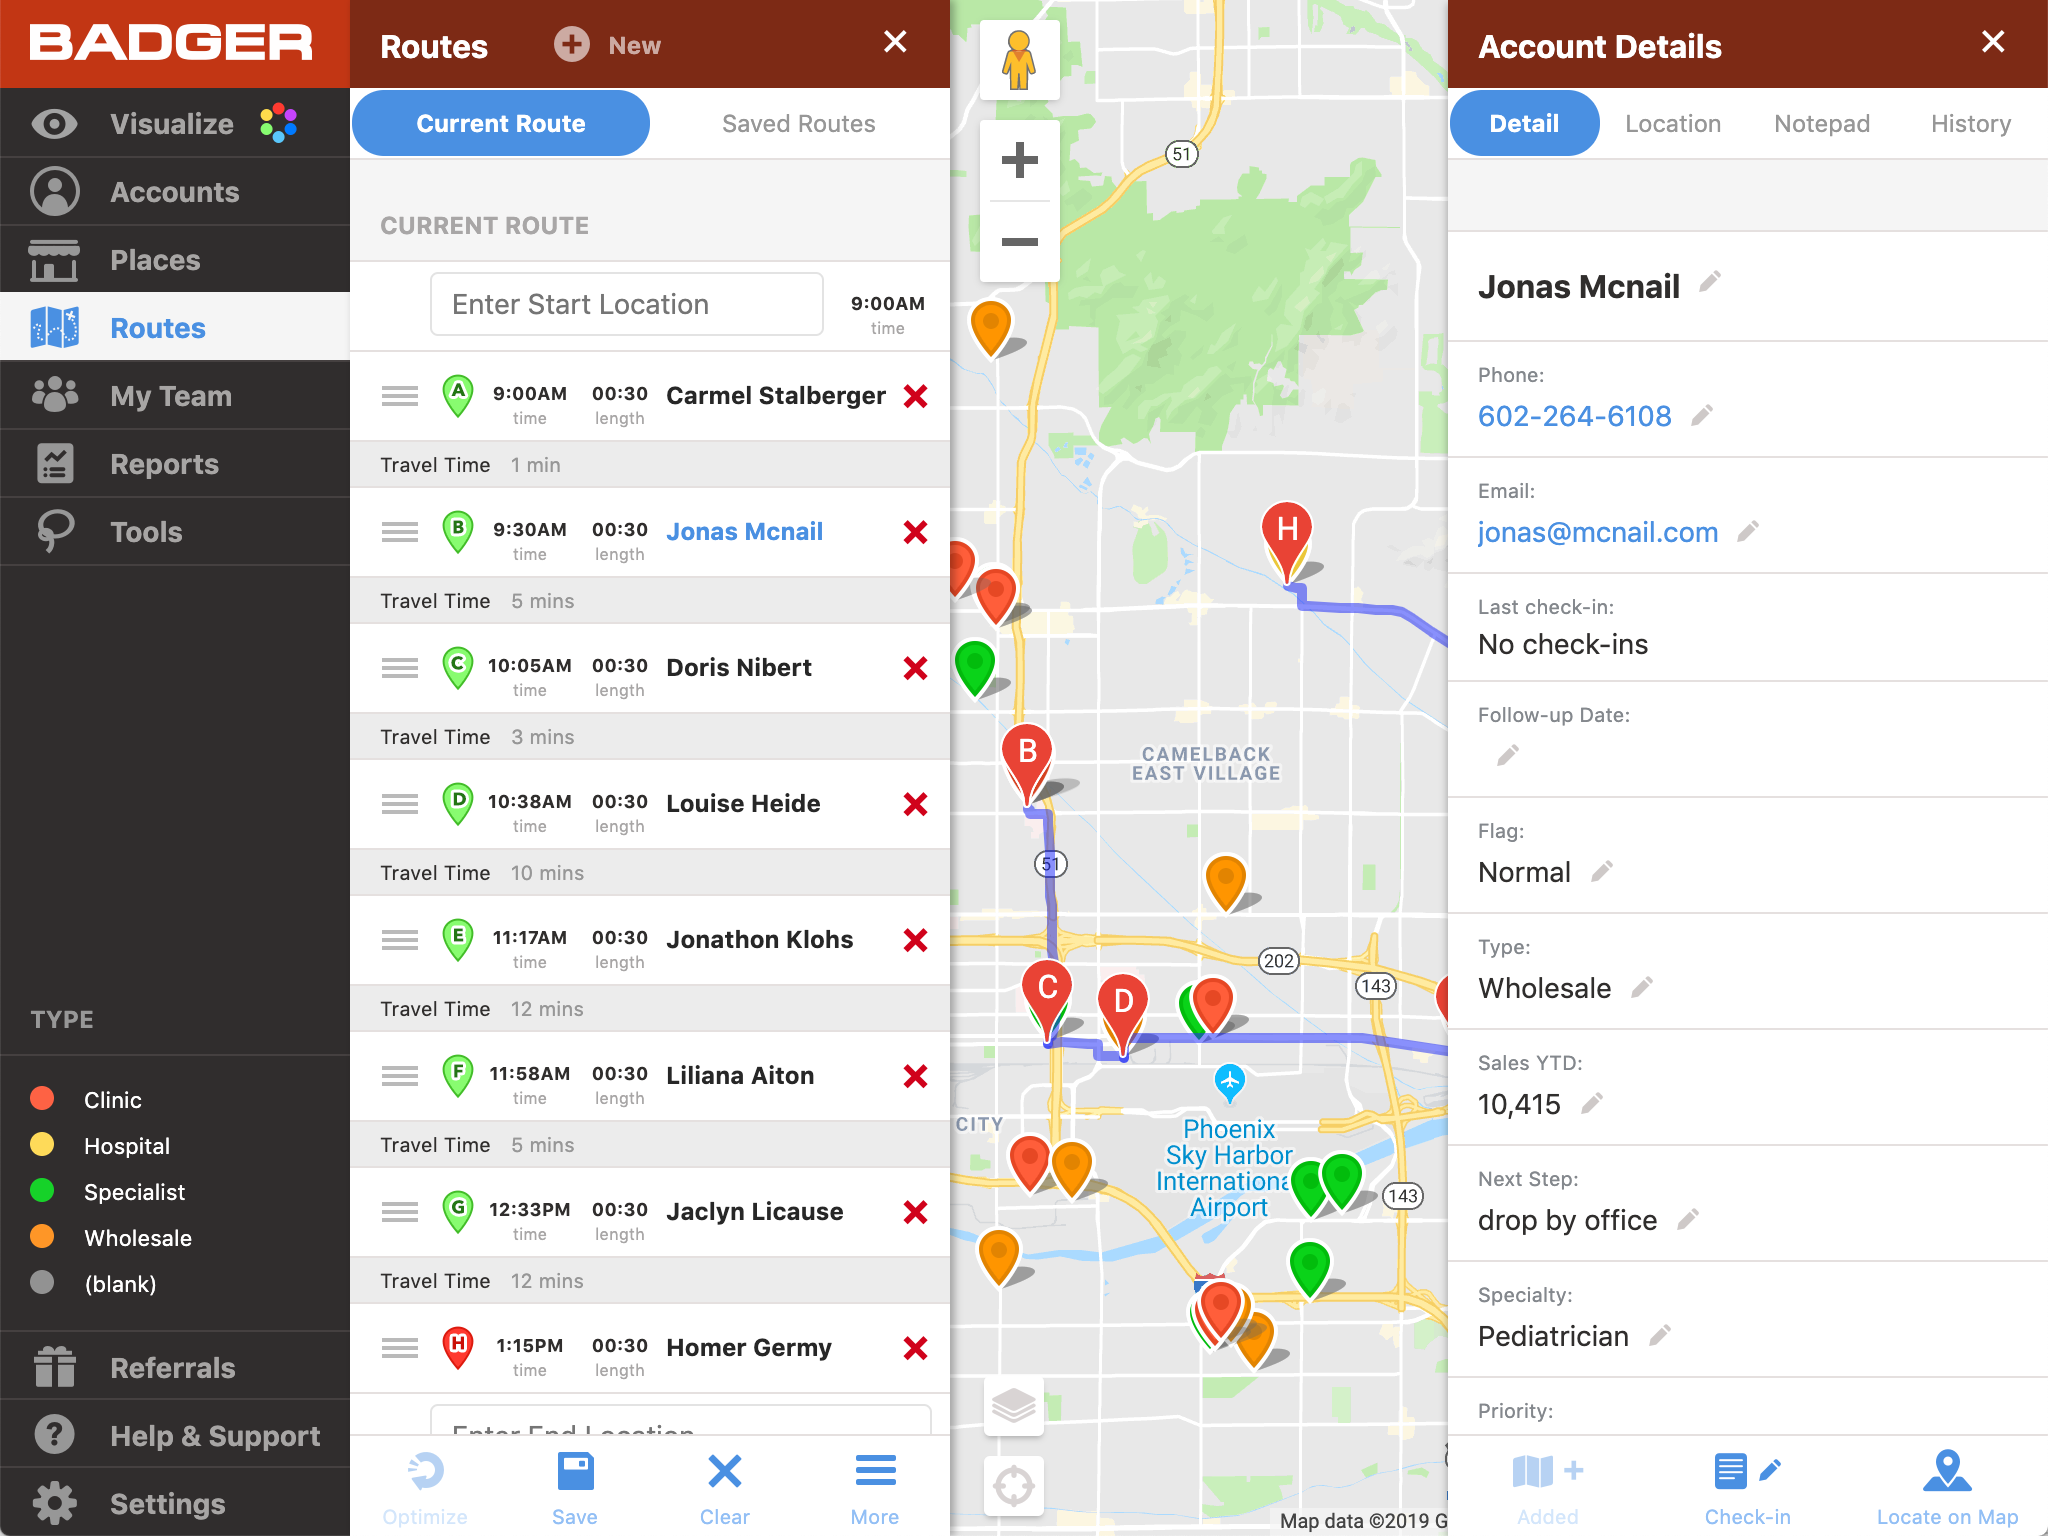 BADGER
Visualize
Accounts
Places
Routes
My Team
Reports
Tools
TYPE
Clinic
Hospital
Specialist
Wholesale
(blank)
Referrals
Help & Support
Settings
Routes
New
Current Route
Saved Routes
CURRENT ROUTE
Enter Start Location
9:00AM
time
A 9:00AM 00:30 Carmel Stalberger
time length
Travel Time 1 min
B 9:30AM 00:30 Jonas Mcnail
time length
Travel Time 5 mins
C 10:05AM 00:30 Doris Nibert
time length
Travel Time 3 mins
D 10:38AM 00:30 Louise Heide
time length
Travel Time 10 mins
E 11:17AM 00:30 Jonathon Klohs
time length
Travel Time 12 mins
F 11:58AM 00:30 Liliana Aiton
time length
Travel Time 5 mins
G 12:33PM 00:30 Jaclyn Licause
time length
Travel Time 12 mins
H 1:15PM 00:30 Homer Germy
time length
Enter End Location
Optimize
Save
Clear
More
51
H
B
CAMELBACK
EAST VILLAGE
51
202
143
C
D
CITY
Phoenix
Sky Harbor
International
Airport
143
Map data ©2019 G
Account Details
Detail
Location
Notepad
History
Jonas Mcnail
Phone:
602-264-6108
Email:
jonas@mcnail.com
Last check-in:
No check-ins
Follow-up Date:
Flag:
Normal
Type:
Wholesale
Sales YTD:
10,415
Next Step:
drop by office
Specialty:
Pediatrician
Priority:
Added
Check-in
Locate on Map